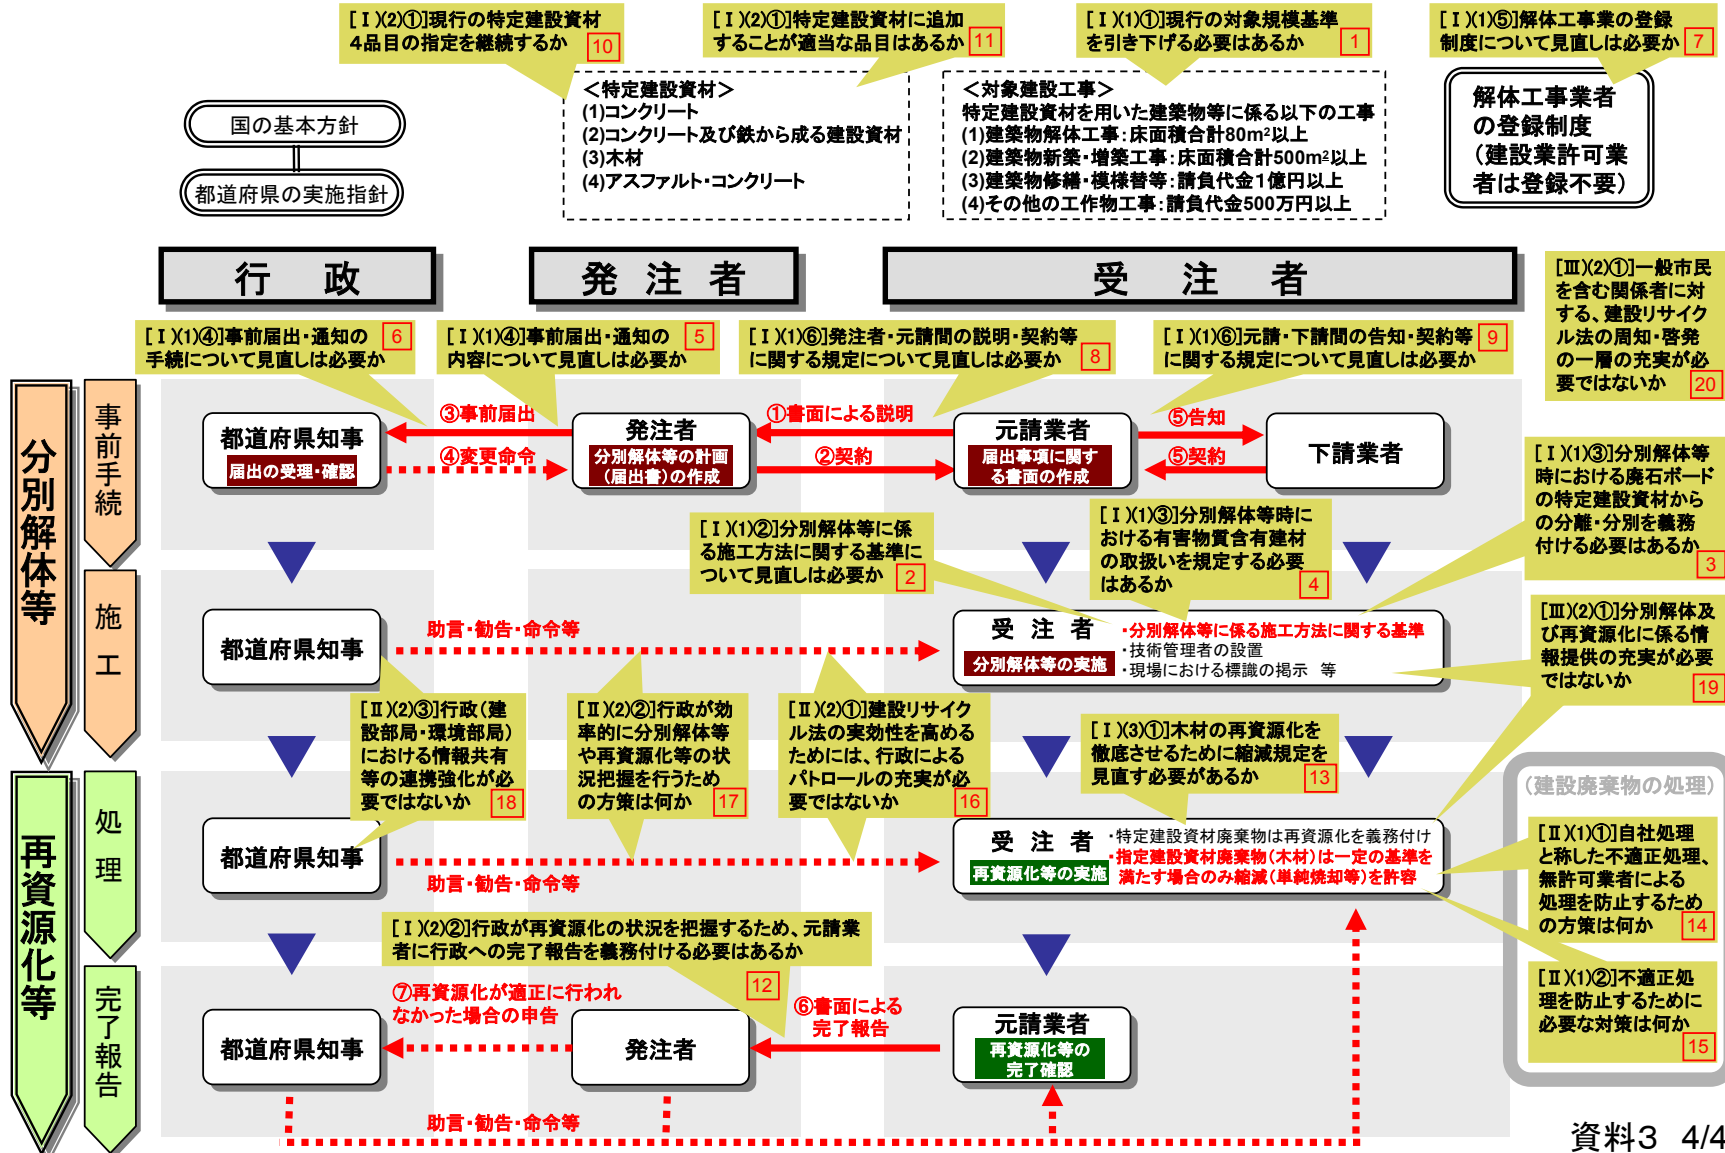 [Ⅰ)(2)①]現行の特定建設資材
4品目の指定を継続するか
10
[Ⅰ)(2)①]特定建設資材に追加
することが適当な品目はあるか
11
[Ⅰ)(1)①]現行の対象規模基準
を引き下げる必要はあるか
1
[Ⅰ)(1)⑤]解体工事業の登録
制度について見直しは必要か
7
国の基本方針
都道府県の実施指針
＜特定建設資材＞
(1)コンクリート
(2)コンクリート及び鉄から成る建設資材
(3)木材
(4)アスファルト・コンクリート
＜対象建設工事＞
特定建設資材を用いた建築物等に係る以下の工事
(1)建築物解体工事：床面積合計80m²以上
(2)建築物新築・増築工事：床面積合計500m²以上
(3)建築物修繕・模様替等：請負代金1億円以上
(4)その他の工作物工事：請負代金500万円以上
解体工事業者
の登録制度
（建設業許可業
者は登録不要）
行　政
発 注 者
受 注 者
[Ⅰ)(1)④]事前届出・通知の
手続について見直しは必要か
6
[Ⅰ)(1)④]事前届出・通知の
内容について見直しは必要か
5
[Ⅰ)(1)⑥]発注者・元請間の説明・契約等
に関する規定について見直しは必要か
8
[Ⅰ)(1)⑥]元請・下請間の告知・契約等
に関する規定について見直しは必要か
9
[Ⅲ)(2)①]一般市民
を含む関係者に対
する、建設リサイク
ル法の周知・啓発
の一層の充実が必
要ではないか
20
分別解体等
事前手続
都道府県知事
届出の受理・確認
③事前届出
④変更命令
発注者
分別解体等の計画
（届出書）の作成
①書面による説明
②契約
元請業者
届出事項に関す
る書面の作成
⑤告知
⑤契約
下請業者
[Ⅰ)(1)③]分別解体等
時における廃石ボード
の特定建設資材から
の分離・分別を義務
付ける必要はあるか
3
[Ⅰ)(1)②]分別解体等に係
る施工方法に関する基準に
ついて見直しは必要か
2
[Ⅰ)(1)③]分別解体等時に
おける有害物質含有建材
の取扱いを規定する必要
はあるか
4
施工
都道府県知事
助言・勧告・命令等
受 注 者
分別解体等の実施
・分別解体等に係る施工方法に関する基準
・技術管理者の設置
・現場における標識の掲示 等
[Ⅲ)(2)①]分別解体及
び再資源化に係る情
報提供の充実が必要
ではないか
19
[Ⅱ)(2)③]行政（建
設部局・環境部局）
における情報共有
等の連携強化が必
要ではないか
18
[Ⅱ)(2)②]行政が効
率的に分別解体等
や再資源化等の状
況把握を行うため
の方策は何か
17
[Ⅱ)(2)①]建設リサイク
ル法の実効性を高める
ためには、行政による
パトロールの充実が必
要ではないか
16
[Ⅰ)(3)①]木材の再資源化を
徹底させるために縮減規定を
見直す必要があるか
13
再資源化等
処理
都道府県知事
助言・勧告・命令等
受 注 者
再資源化等の実施
・特定建設資材廃棄物は再資源化を義務付け
・指定建設資材廃棄物（木材）は一定の基準を
満たす場合のみ縮減（単純焼却等）を許容
（建設廃棄物の処理）
[Ⅱ)(1)①]自社処理
と称した不適正処理、
無許可業者による
処理を防止するため
の方策は何か
14
[Ⅱ)(1)②]不適正処
理を防止するために
必要な対策は何か
15
[Ⅰ)(2)②]行政が再資源化の状況を把握するため、元請業
者に行政への完了報告を義務付ける必要はあるか
12
完了報告
都道府県知事
⑦再資源化が適正に行われ
なかった場合の申告
発注者
⑥書面による
完了報告
元請業者
再資源化等の
完了確認
助言・勧告・命令等
資料3 4/4